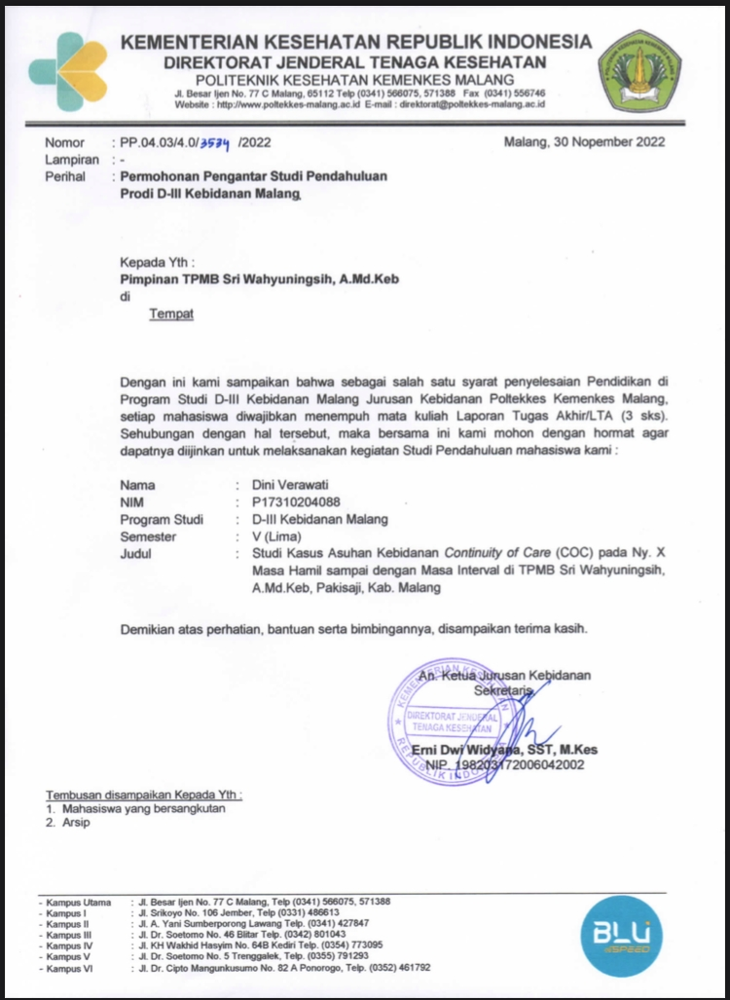 KEMENTERIAN KESEHATAN REPUBLIK INDONESIA
DIREKTORAT JENDERAL TENAGA KESEHATAN
POLITEKNIK KESEHATAN KEMENKES MALANG
Jl. Besar Ijen No. 77 C Malang, 65112 Telp (0341) 566075, 571388 Fax (0341) 556746
Website : http://www.poltekkes-malang.ac.id E-mail : direktorat@poltekkes-malang.ac.id
Nomor : PP.04.03/4.0/3534 /2022
Malang, 30 Nopember 2022
Lampiran : -
Perihal : Permohonan Pengantar Studi Pendahuluan
Prodi D-III Kebidanan Malang
Kepada Yth :
Pimpinan TPMB Sri Wahyuningsih, A.Md.Keb
di
Tempat
Dengan ini kami sampaikan bahwa sebagai salah satu syarat penyelesaian Pendidikan di
Program Studi D-III Kebidanan Malang Jurusan Kebidanan Poltekkes Kemenkes Malang,
setiap mahasiswa diwajibkan menempuh mata kuliah Laporan Tugas Akhir/LTA (3 sks).
Sehubungan dengan hal tersebut, maka bersama ini kami mohon dengan hormat agar
dapatnya diijinkan untuk melaksanakan kegiatan Studi Pendahuluan mahasiswa kami :
Nama : Dini Verawati
NIM : P17310204088
Program Studi : D-III Kebidanan Malang
Semester : V (Lima)
Judul : Studi Kasus Asuhan Kebidanan Continuity of Care (COC) pada Ny. X
Masa Hamil sampai dengan Masa Interval di TPMB Sri Wahyuningsih,
A.Md.Keb, Pakisaji, Kab. Malang
Demikian atas perhatian, bantuan serta bimbingannya, disampaikan terima kasih.
An. Ketua Jurusan Kebidanan
Sekretaris,
KEMENTERIAN KESEHATAN
DIREKTORAT JENDERAL
TENAGA KESEHATAN
REPUBLIK INDONESIA
Erni Dwi Widyana, SST, M.Kes
NIP. 198203172006042002
Tembusan disampaikan Kepada Yth :
1. Mahasiswa yang bersangkutan
2. Arsip
- Kampus Utama : Jl. Besar Ijen No. 77 C Malang, Telp (0341) 566075, 571388
- Kampus I : Jl. Srikoyo No. 106 Jember, Telp (0331) 486613
- Kampus II : Jl. A. Yani Sumberporong Lawang Telp. (0341) 427847
- Kampus III : Jl. Dr. Soetomo No. 46 Blitar Telp. (0342) 801043
- Kampus IV : Jl. KH Wakhid Hasyim No. 64B Kediri Telp. (0354) 773095
- Kampus V : Jl. Dr. Soetomo No. 5 Trenggalek, Telp. (0355) 791293
- Kampus VI : Jl. Dr. Cipto Mangunkusumo No. 82 A Ponorogo, Telp. (0352) 461792
BLU
SPEED